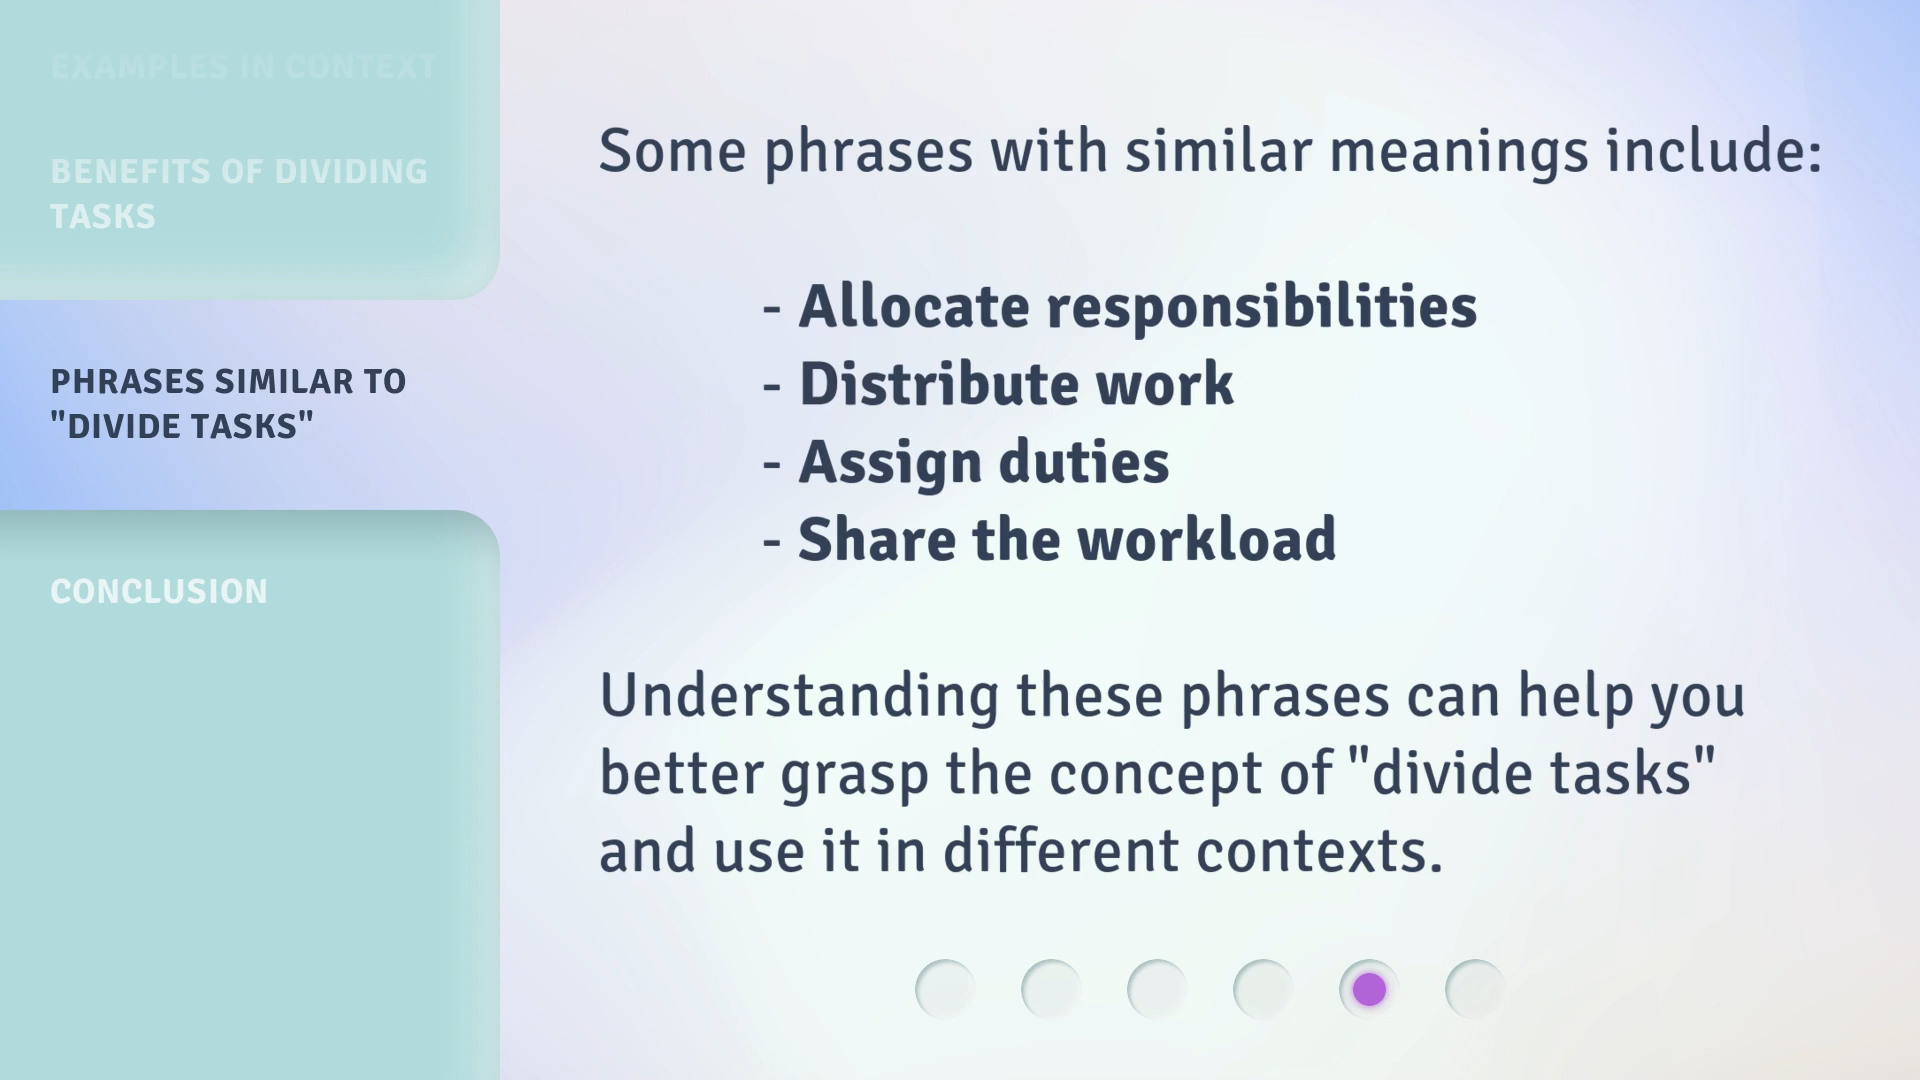 EXAMPLES IN CONTEXT
BENEFITS OF DIVIDING
TASKS
PHRASES SIMILAR TO
"DIVIDE TASKS"
CONCLUSION
Some phrases with similar meanings include:
- Allocate responsibilities
- Distribute work
- Assign duties
- Share the workload
Understanding these phrases can help you
better grasp the concept of "divide tasks"
and use it in different contexts.